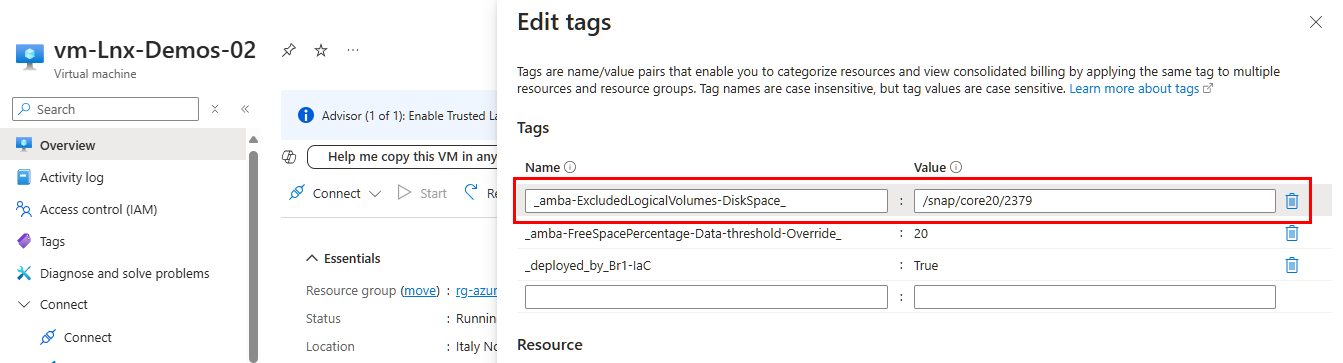 vm-Lnx-Demos-02
Virtual machine
Search
Overview
Activity log
Access control (IAM)
Tags
Diagnose and solve problems
Connect
Connect
Advisor (1 of 1): Enable Trusted La
Help me copy this VM in any
Connect
Start
Re
Essentials
Resource group (move) : rg-azur
Status : Runnin
Location : Italy No
Edit tags
Tags are name/value pairs that enable you to categorize resources and view consolidated billing by applying the same tag to multiple
resources and resource groups. Tag names are case insensitive, but tag values are case sensitive. Learn more about tags
Tags
Name Value
_amba-ExcludedLogicalVolumes-DiskSpace_ : /snap/core20/2379
_amba-FreeSpacePercentage-Data-threshold-Override_ : 20
_deployed_by_Br1-IaC : True
:
Resource